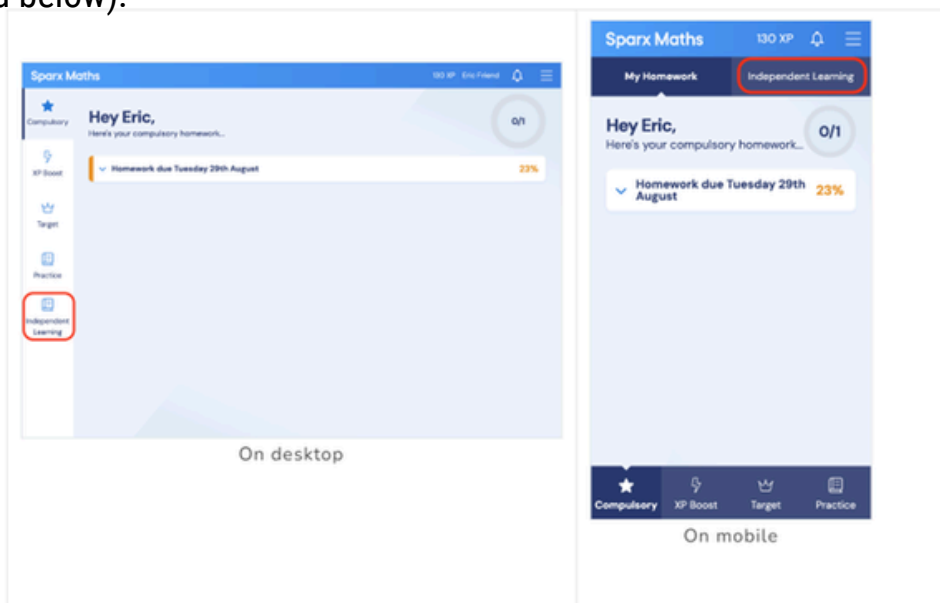 d below).
Sparx Maths
130 XP Eric Friend
Compulsory
XP Boost
Target
Practice
Independent
Learning
Hey Eric,
Here's your compulsory homework...
0/1
Homework due Tuesday 29th August
23%
On desktop
Sparx Maths
130 XP
My Homework
Independent Learning
Hey Eric,
Here's your compulsory homework...
0/1
Homework due Tuesday 29th
August
23%
Compulsory
XP Boost
Target
Practice
On mobile